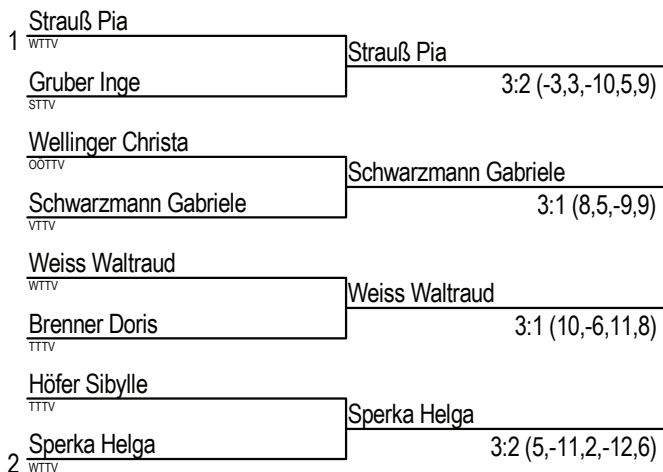 1 Strauß Pia
WTTV
Strauß Pia
Gruber Inge
3:2 (-3,3,-10,5,9)
STTV
Wellinger Christa
OÖTTV
Schwarzmann Gabriele
Schwarzmann Gabriele
3:1 (8,5,-9,9)
VTTV
Weiss Waltraud
WTTV
Weiss Waltraud
Brenner Doris
3:1 (10,-6,11,8)
TTTV
Höfer Sibylle
TTTV
Sperka Helga
2 Sperka Helga
3:2 (5,-11,2,-12,6)
WTTV